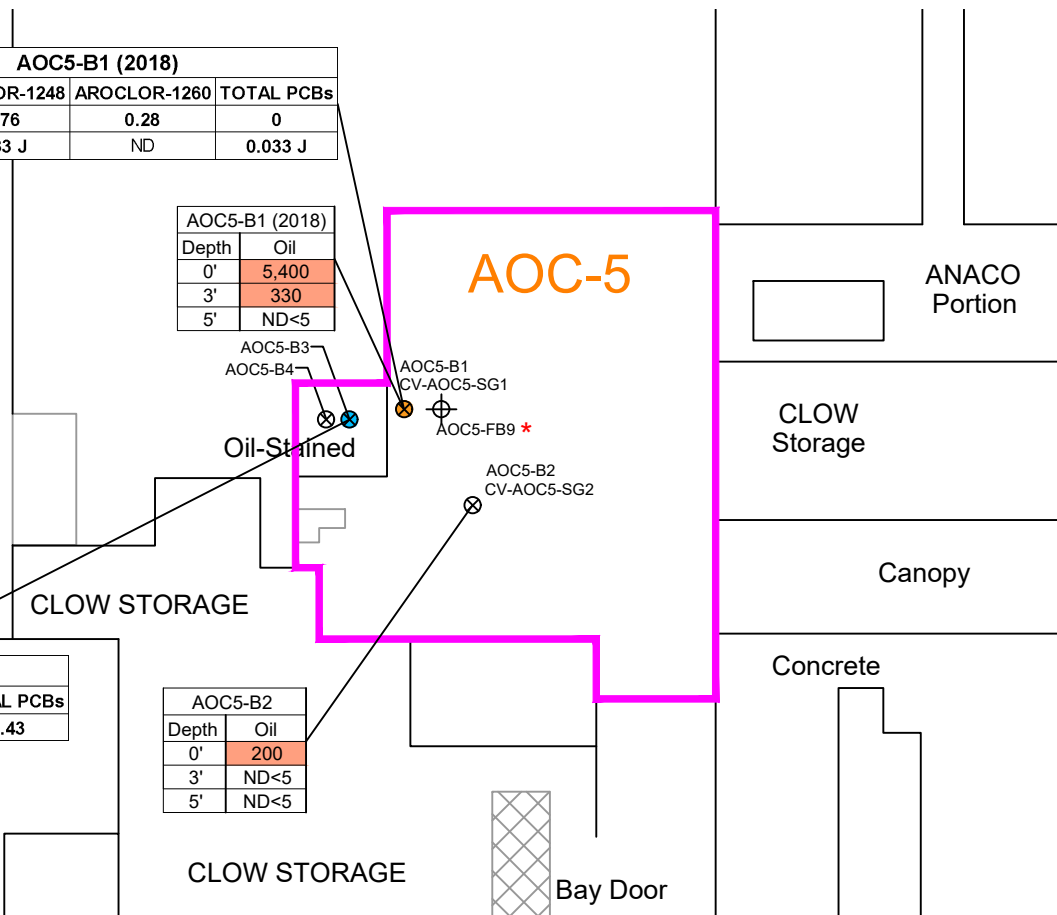 AOC5-B1 (2018)
OR-1248 AROCLOR-1260 TOTAL PCBs
76 0.28 0
3 J ND 0.033 J
AOC5-B1 (2018)
Depth Oil
0' 5,400
3' 330
5' ND<5
AOC-5
ANACO
Portion
AOC5-B3
AOC5-B4
AOC5-B1
CV-AOC5-SG1
AOC5-FB9 *
Oil-Stained
CLOW
Storage
AOC5-B2
CV-AOC5-SG2
Canopy
CLOW STORAGE
Concrete
L PCBs
.43
AOC5-B2
Depth Oil
0' 200
3' ND<5
5' ND<5
CLOW STORAGE
Bay Door